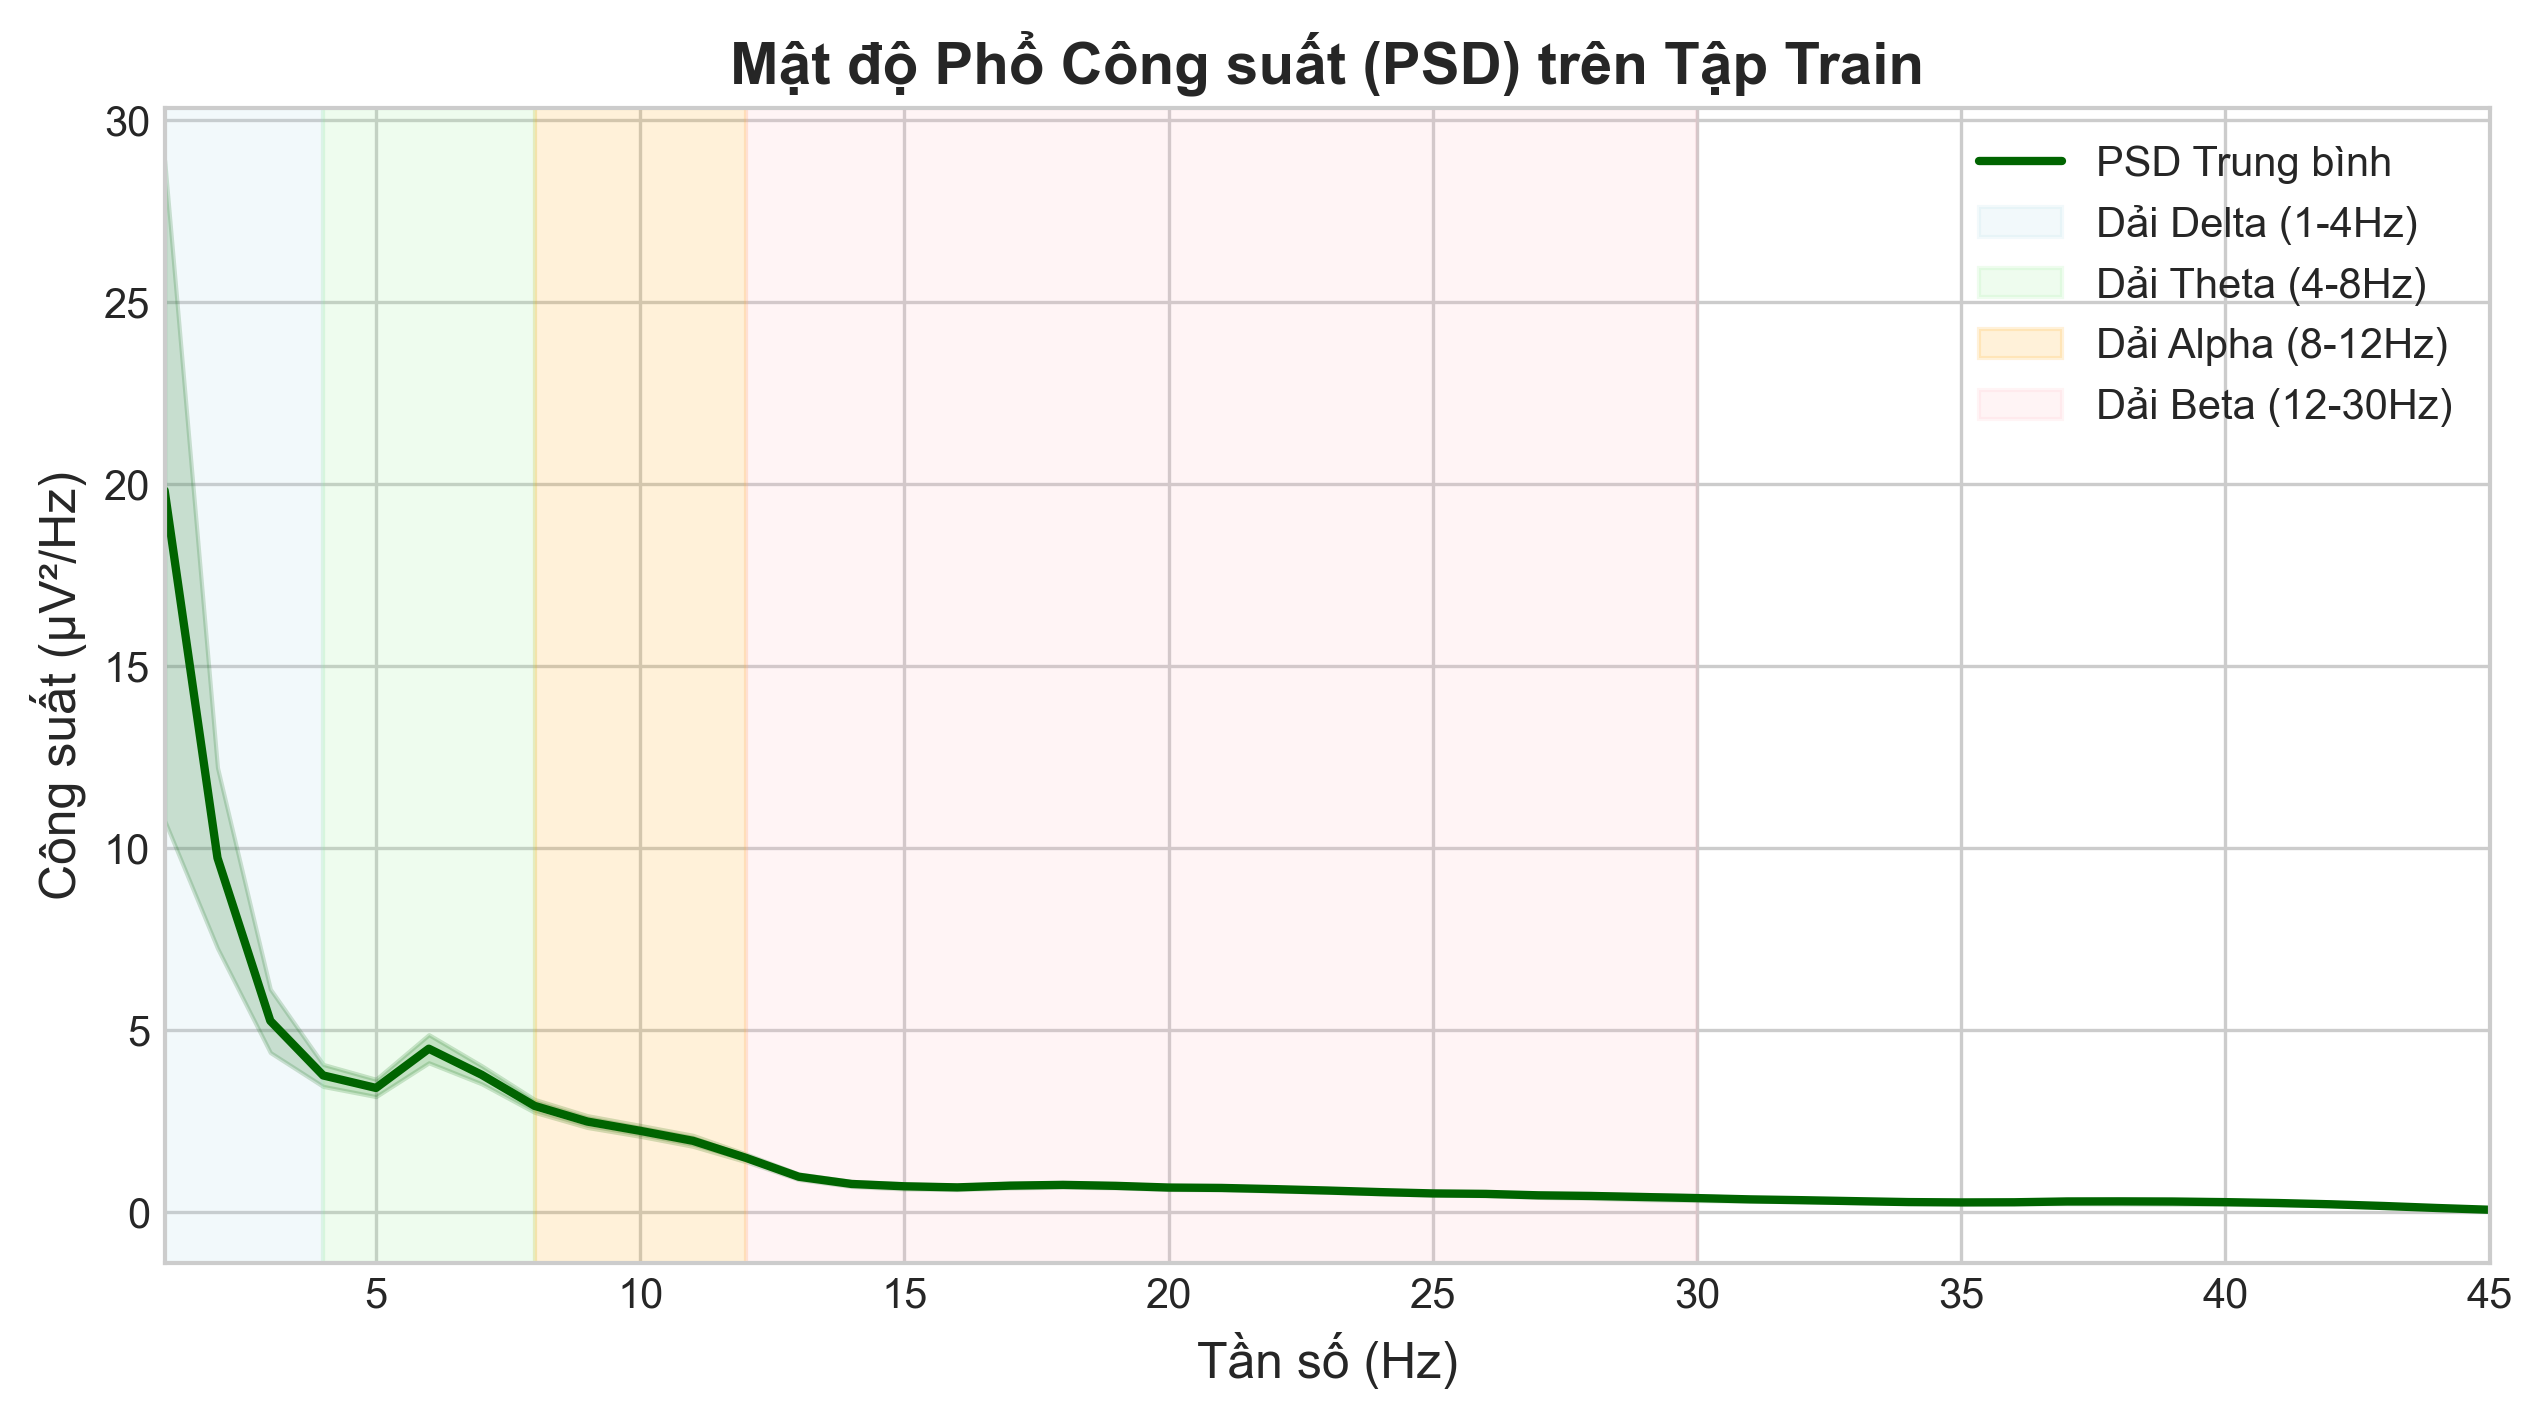 Mật độ Phổ Công suất (PSD) trên Tập Train
30
25
20
15
10
5
0
Công suất (µV²/Hz)
PSD Trung bình
Dải Delta (1-4Hz)
Dải Theta (4-8Hz)
Dải Alpha (8-12Hz)
Dải Beta (12-30Hz)
5 10 15 20 25 30 35 40 45
Tần số (Hz)